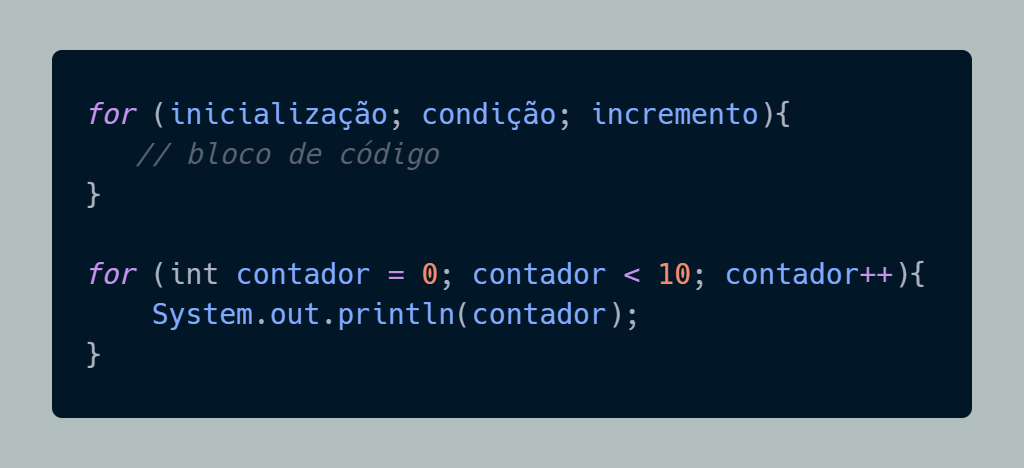 for (inicialização; condição; incremento){
   // bloco de código
}

for (int contador = 0; contador < 10; contador++){
    System.out.println(contador);
}